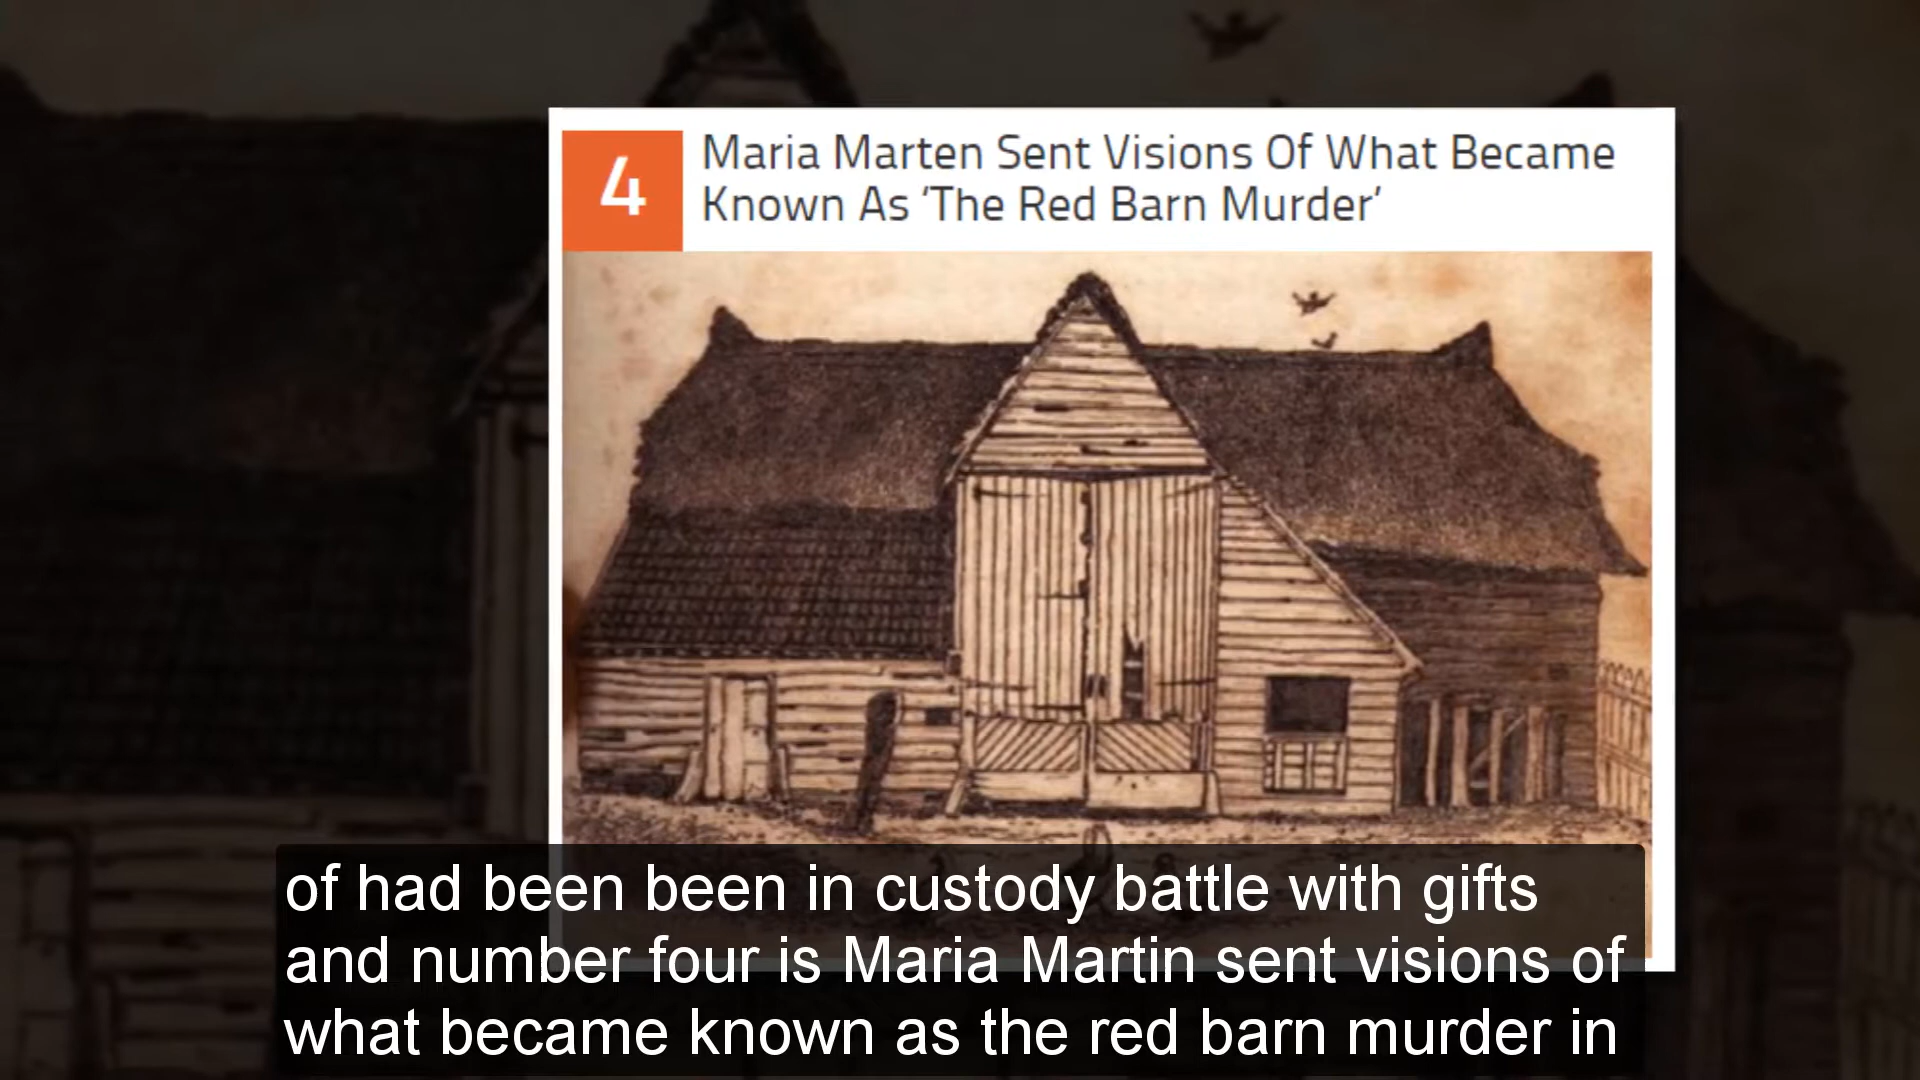 4
Maria Marten Sent Visions Of What Became
Known As ‘The Red Barn Murder’
of had been been in custody battle with gifts
and number four is Maria Martin sent visions of
what became known as the red barn murder in